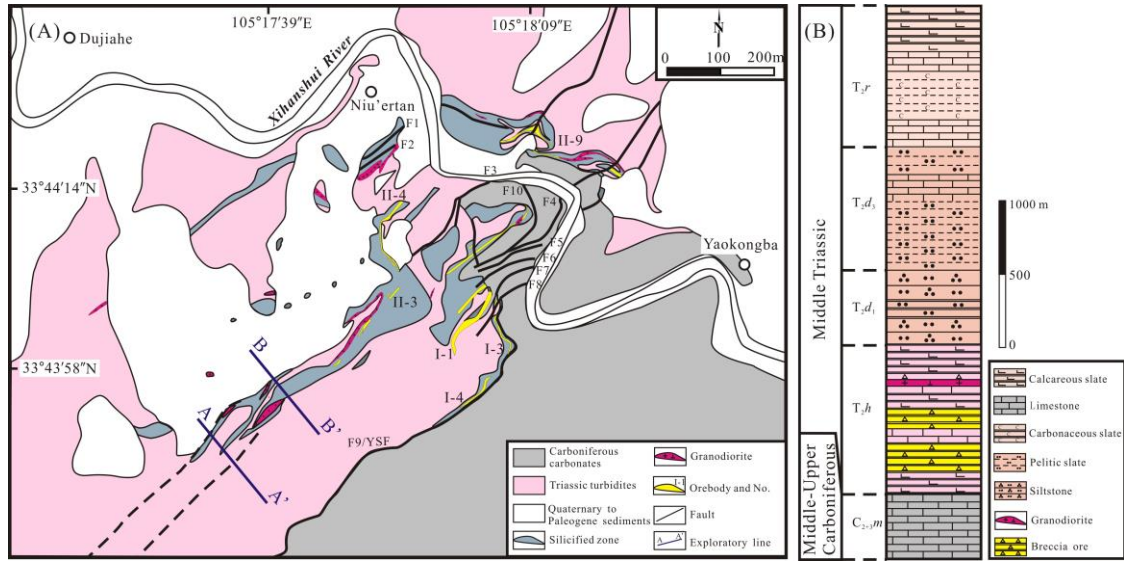 (A)
105°17′39″E
105°18′09″E
Dujiahe
N
0 100 200m
Xihanshui River
Niu'ertan
F1
F2
II-9
F3
33°44′14″N
F10
F4
II-4
F5
Yaokongba
F6
F7
F8
II-3
I-1
I-3
33°43′58″N
B
I-4
A
B'
F9/YSF
A'
Carboniferous
carbonates
Granodiorite
Triassic turbidites
I-1
Orebody and No.
Quaternary to
Paleogene sediments
Fault
Silicified zone
A A'
Exploratory line
(B)
Middle Triassic
Middle-Upper
Carboniferous
T₂r
T₂d₃
T₂d₁
T₂h
C₂₊₃m
1000 m
500
0
Calcareous slate
Limestone
Carbonaceous slate
Pelitic slate
Siltstone
Granodiorite
Breccia ore